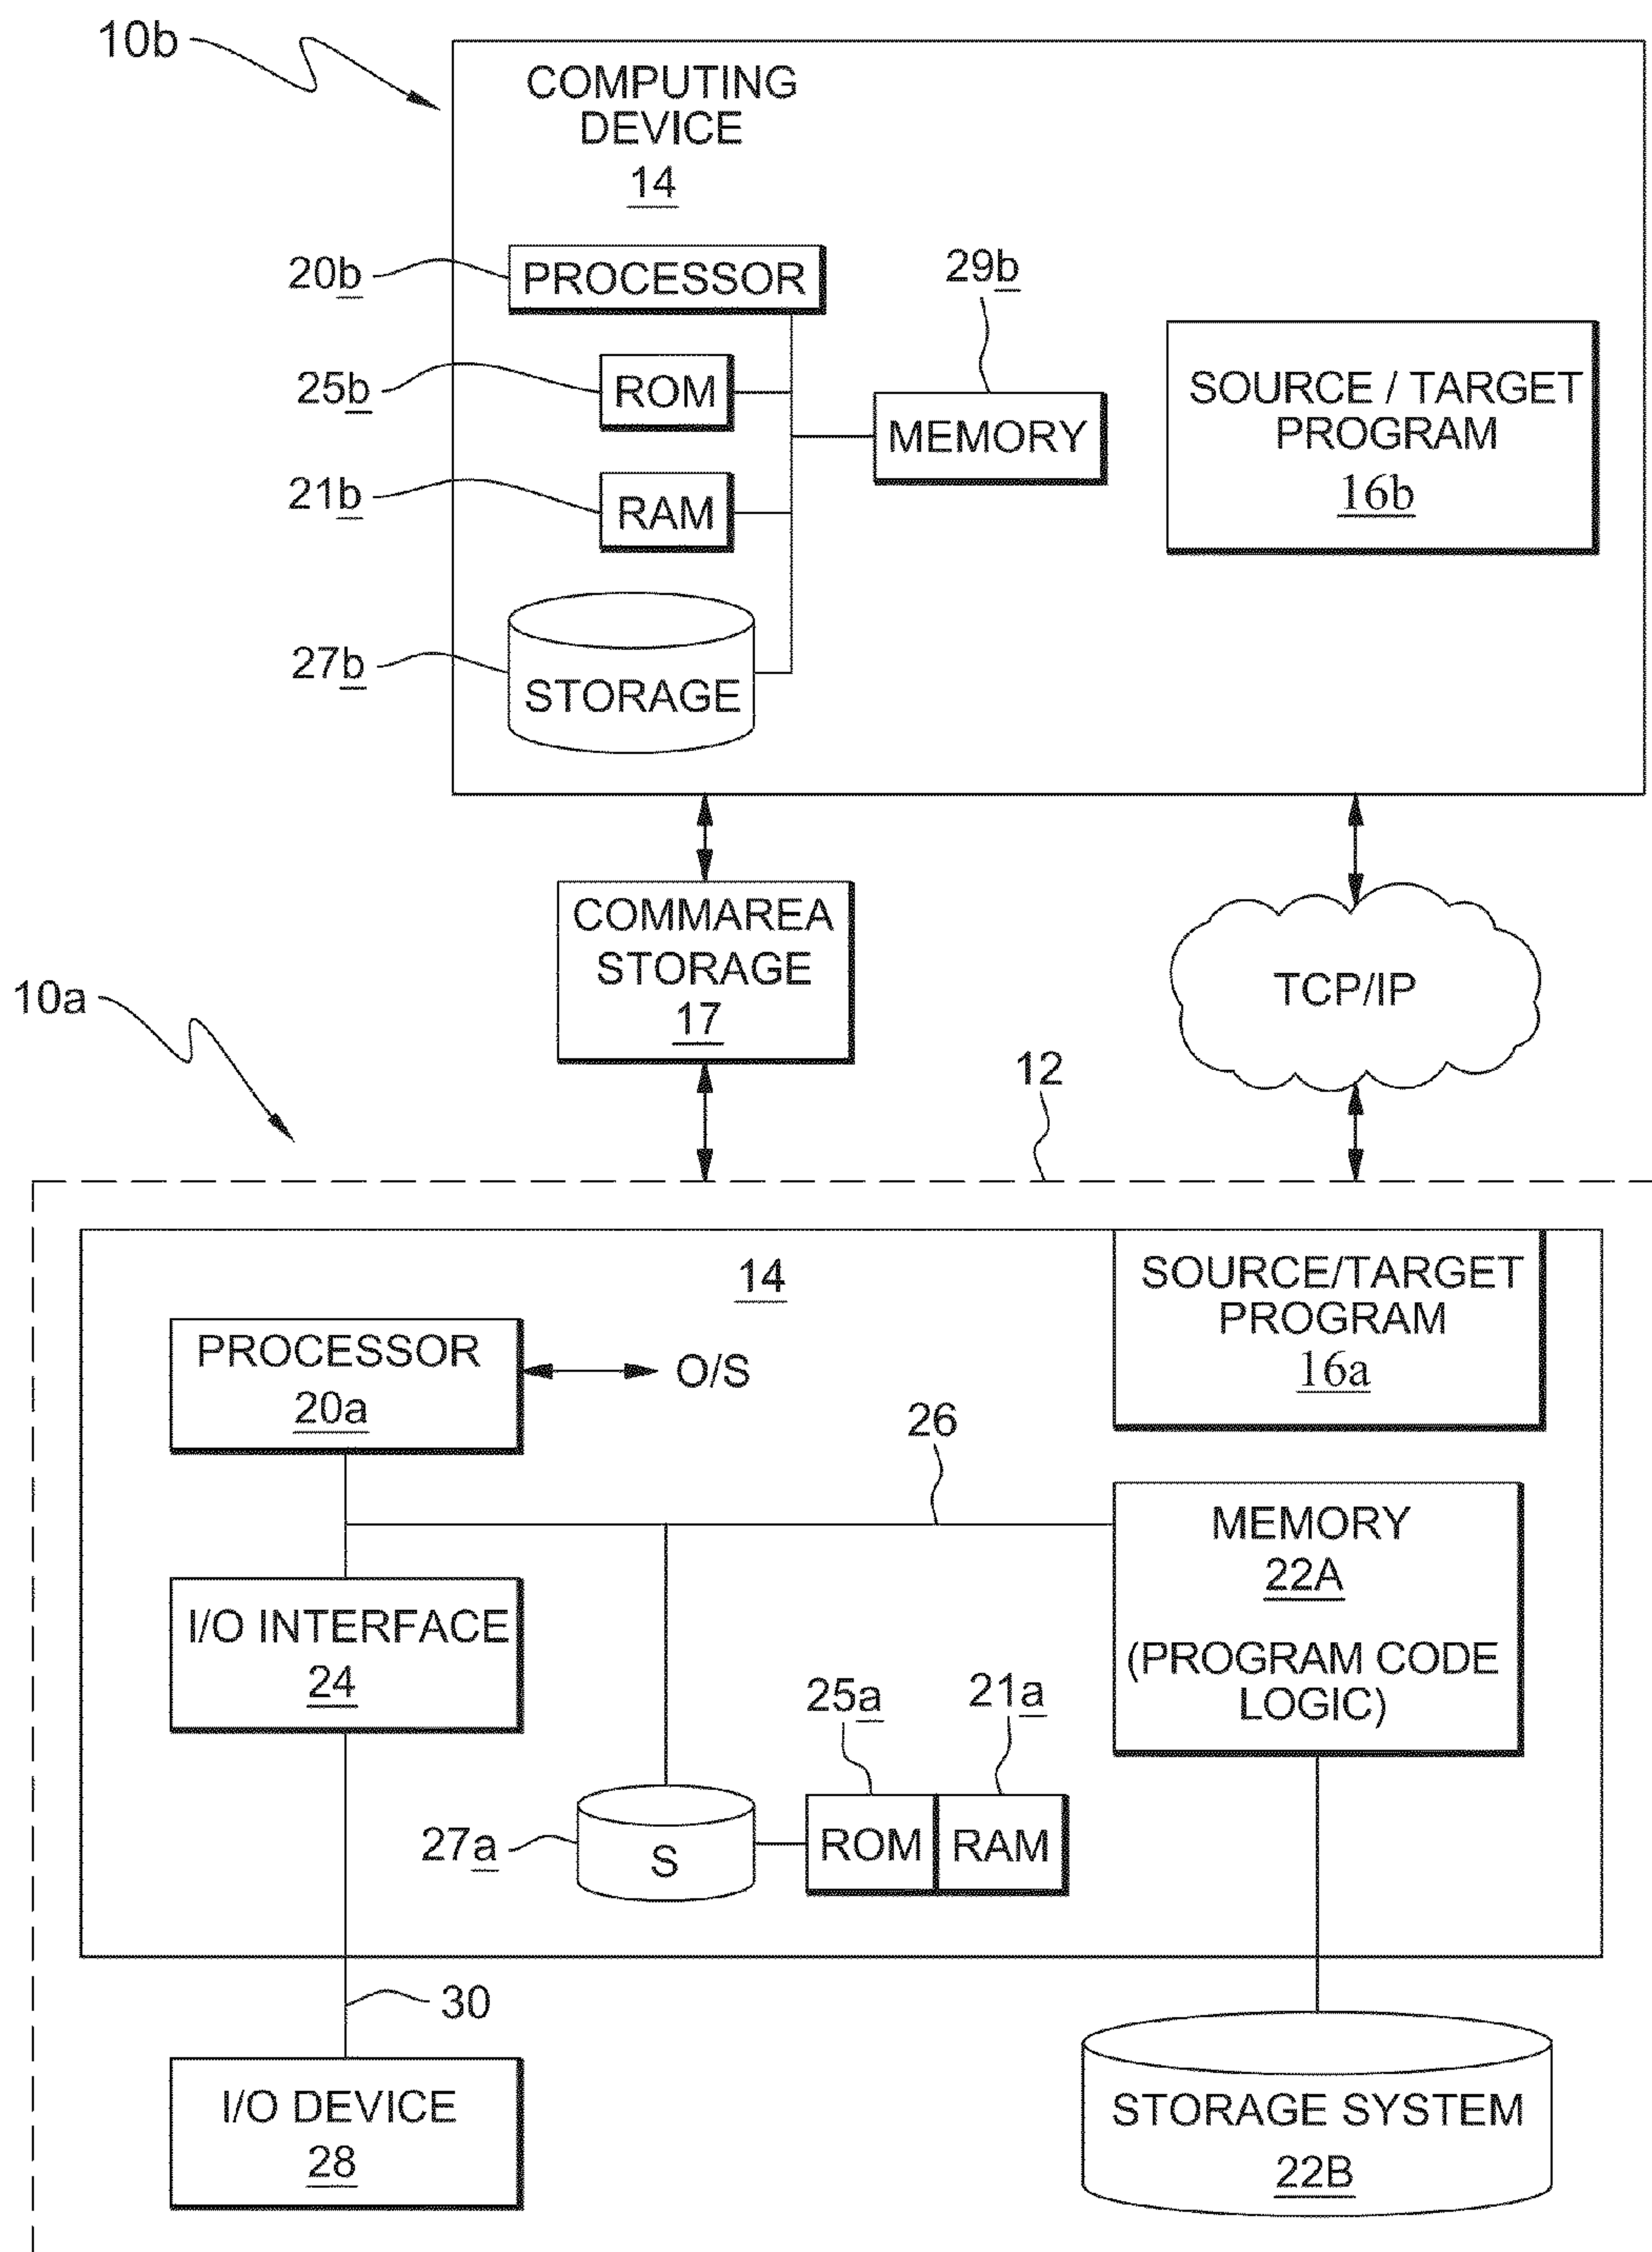 10b
COMPUTING
DEVICE
14
20b
PROCESSOR
29b
25b
ROM
MEMORY
SOURCE / TARGET
PROGRAM
16b
21b
RAM
27b
STORAGE
COMMAREA
STORAGE
17
TCP/IP
10a
12
14
SOURCE/TARGET
PROGRAM
16a
PROCESSOR
20a
O/S
26
MEMORY
22A
(PROGRAM CODE
LOGIC)
I/O INTERFACE
24
25a
21a
27a
S
ROM
RAM
30
I/O DEVICE
28
STORAGE SYSTEM
22B